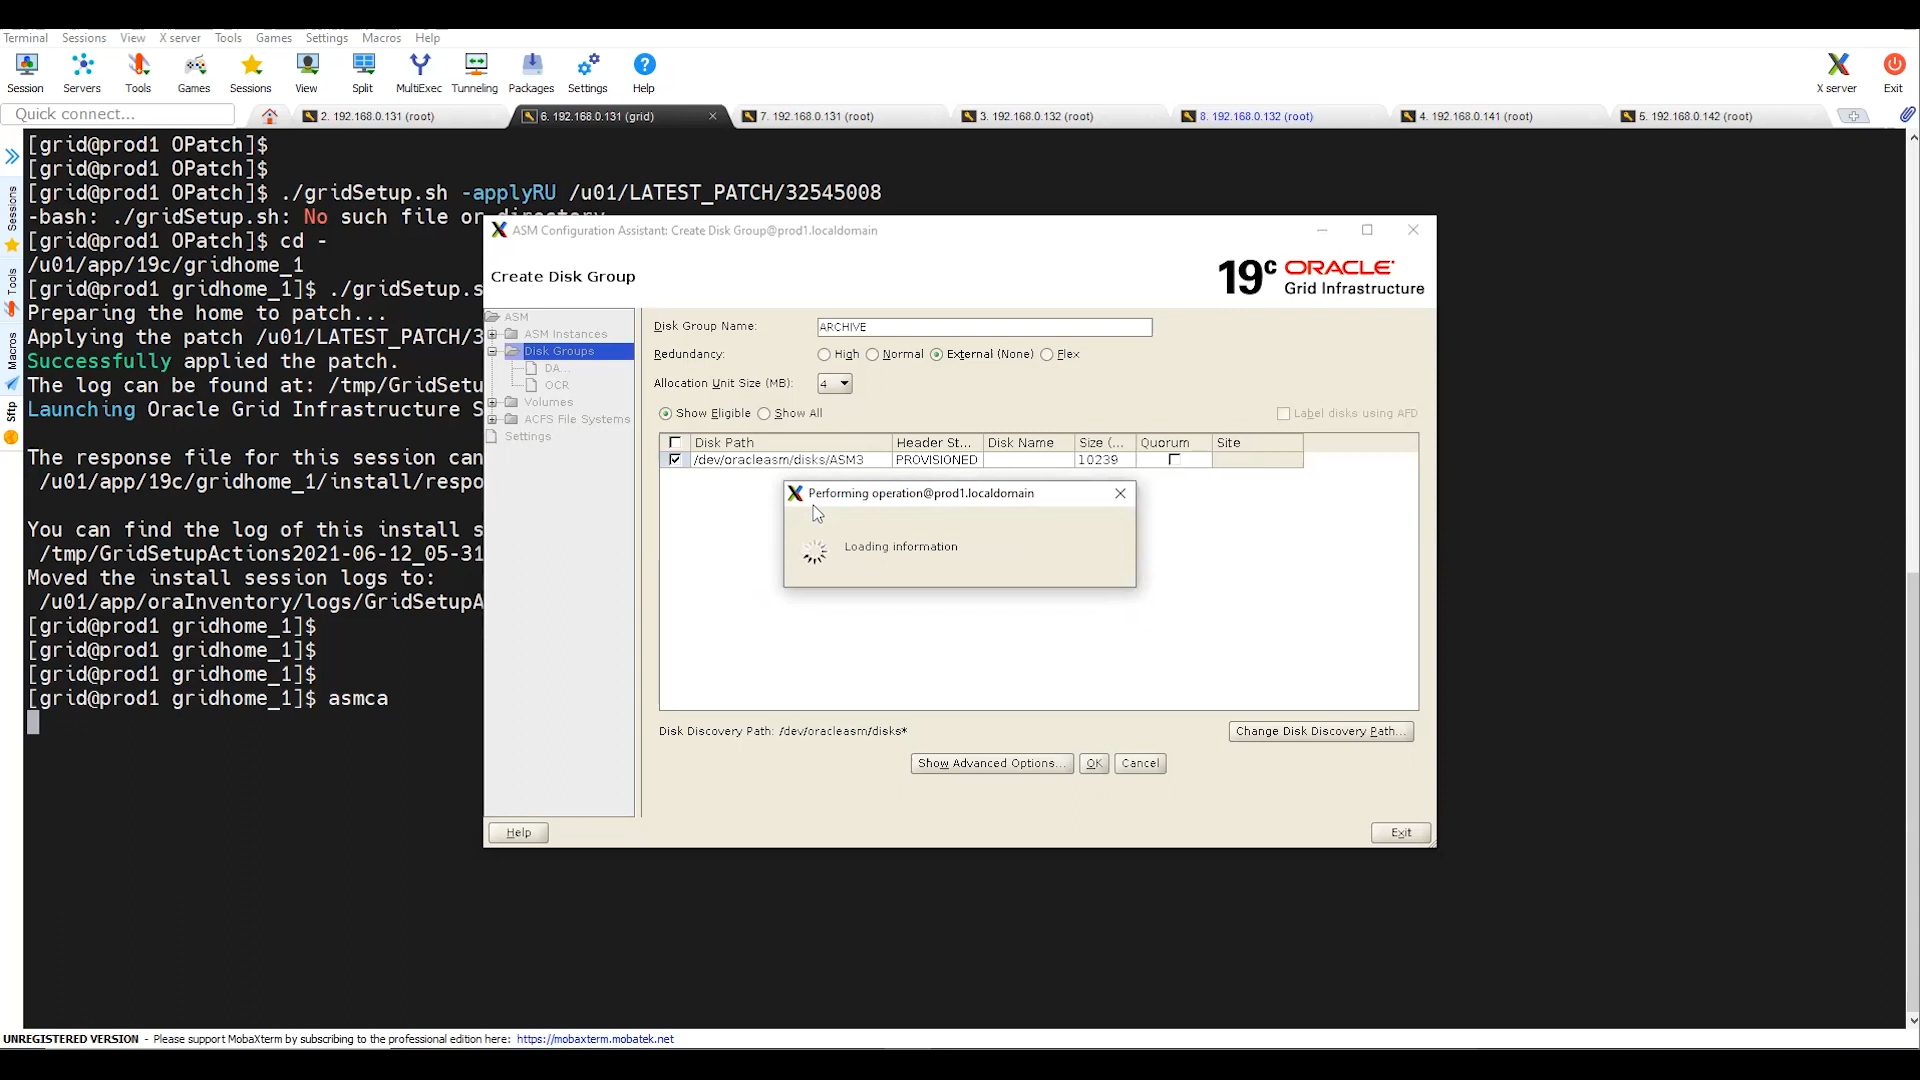 Terminal Sessions View X server Tools Games Settings Macros Help
Session Servers Tools Games Sessions View Split MultiExec Tunneling Packages Settings Help X server Exit
Quick connect... 2. 192.168.0.131 (root) 6. 192.168.0.131 (grid) 7. 192.168.0.131 (root) 3. 192.168.0.132 (root) 8. 192.168.0.132 (root) 4. 192.168.0.141 (root) 5. 192.168.0.142 (root)
Sessions
Tools
Macros
Sftp
[grid@prod1 OPatch]$
[grid@prod1 OPatch]$
[grid@prod1 OPatch]$ ./gridSetup.sh -applyRU /u01/LATEST_PATCH/32545008
-bash: ./gridSetup.sh: No such file or directory
[grid@prod1 OPatch]$ cd -
/u01/app/19c/gridhome_1
[grid@prod1 gridhome_1]$ ./gridSetup.s
Preparing the home to patch...
Applying the patch /u01/LATEST_PATCH/3
Successfully applied the patch.
The log can be found at: /tmp/GridSetu
Launching Oracle Grid Infrastructure S
The response file for this session can
/u01/app/19c/gridhome_1/install/respo
You can find the log of this install s
/tmp/GridSetupActions2021-06-12_05-31
Moved the install session logs to:
/u01/app/oraInventory/logs/GridSetupA
[grid@prod1 gridhome_1]$
[grid@prod1 gridhome_1]$
[grid@prod1 gridhome_1]$
[grid@prod1 gridhome_1]$ asmca
ASM Configuration Assistant: Create Disk Group@prod1.localdomain
Create Disk Group
19c ORACLE
Grid Infrastructure
ASM
ASM Instances
Disk Groups
DA...
OCR
Volumes
ACFS File Systems
Settings
Disk Group Name: ARCHIVE
Redundancy: High Normal External (None) Flex
Allocation Unit Size (MB): 4
Show Eligible Show All Label disks using AFD
Disk Path Header St... Disk Name Size (... Quorum Site
/dev/oracleasm/disks/ASM3 PROVISIONED 10239
Performing operation@prod1.localdomain
Loading information
Disk Discovery Path: /dev/oracleasm/disks* Change Disk Discovery Path...
Show Advanced Options... OK Cancel
Help Exit
UNREGISTERED VERSION - Please support MobaXterm by subscribing to the professional edition here: https://mobaxterm.mobatek.net